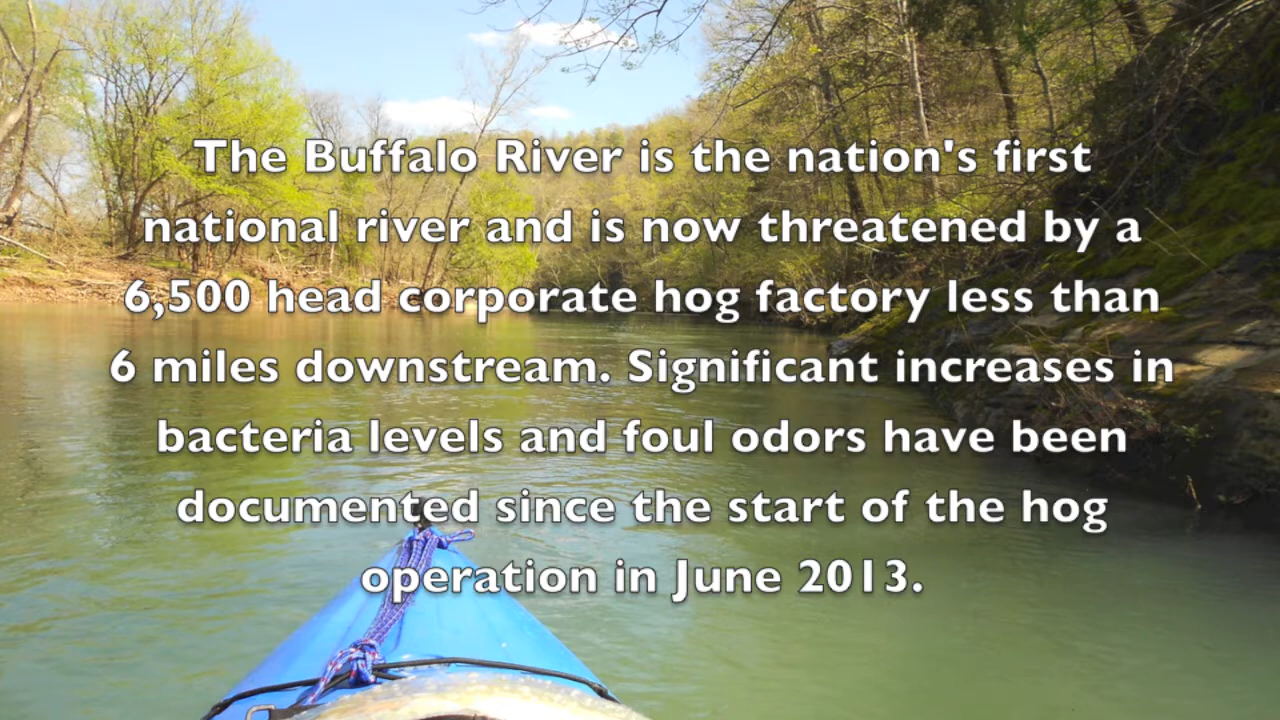 The Buffalo River is the nation's first
national river and is now threatened by a
6,500 head corporate hog factory less than
6 miles downstream. Significant increases in
bacteria levels and foul odors have been
documented since the start of the hog
operation in June 2013.